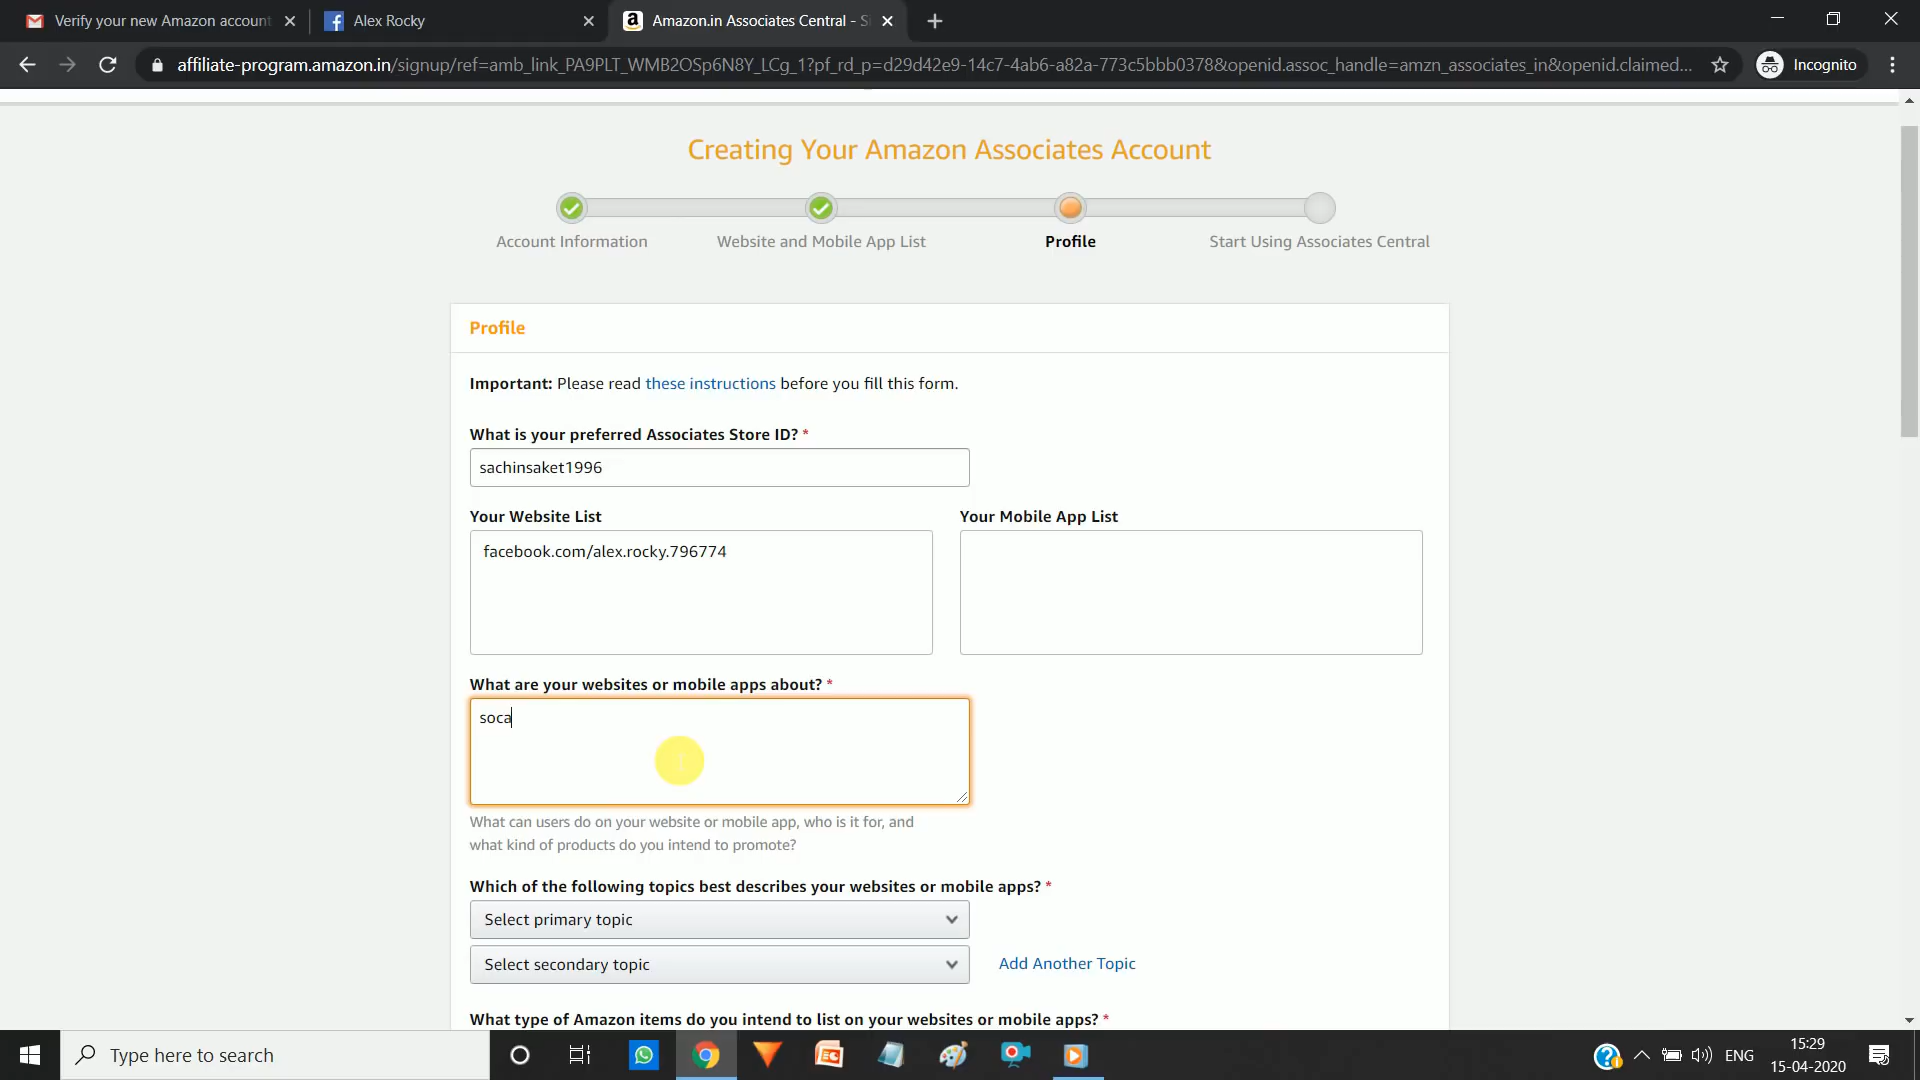 Verify your new Amazon account
Alex Rocky
Amazon.in Associates Central - S
affiliate-program.amazon.in/signup/ref=amb_link_PA9PLT_WMB2OSp6N8Y_LCg_1?pf_rd_p=d29d42e9-14c7-4ab6-a82a-773c5bbb0378&openid.assoc_handle=amzn_associates_in&openid.claimed...
Incognito
Creating Your Amazon Associates Account
Account Information
Website and Mobile App List
Profile
Start Using Associates Central
Profile
Important: Please read these instructions before you fill this form.
What is your preferred Associates Store ID? *
sachinsaket1996
Your Website List
Your Mobile App List
facebook.com/alex.rocky.796774
What are your websites or mobile apps about? *
soca
What can users do on your website or mobile app, who is it for, and
what kind of products do you intend to promote?
Which of the following topics best describes your websites or mobile apps? *
Select primary topic
Select secondary topic
Add Another Topic
What type of Amazon items do you intend to list on your websites or mobile apps? *
Type here to search
ENG
15:29
15-04-2020